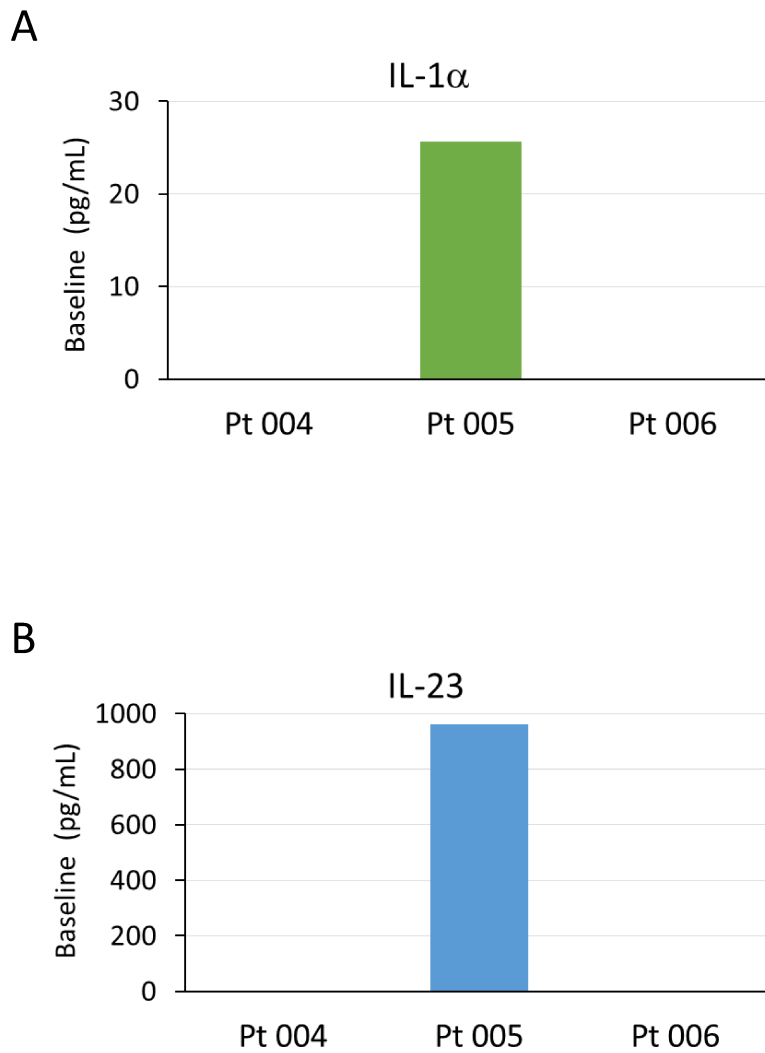 A
IL-1α
30
20
10
0
Baseline (pg/mL)
Pt 004 Pt 005 Pt 006
B
IL-23
1000
800
600
400
200
0
Baseline (pg/mL)
Pt 004 Pt 005 Pt 006